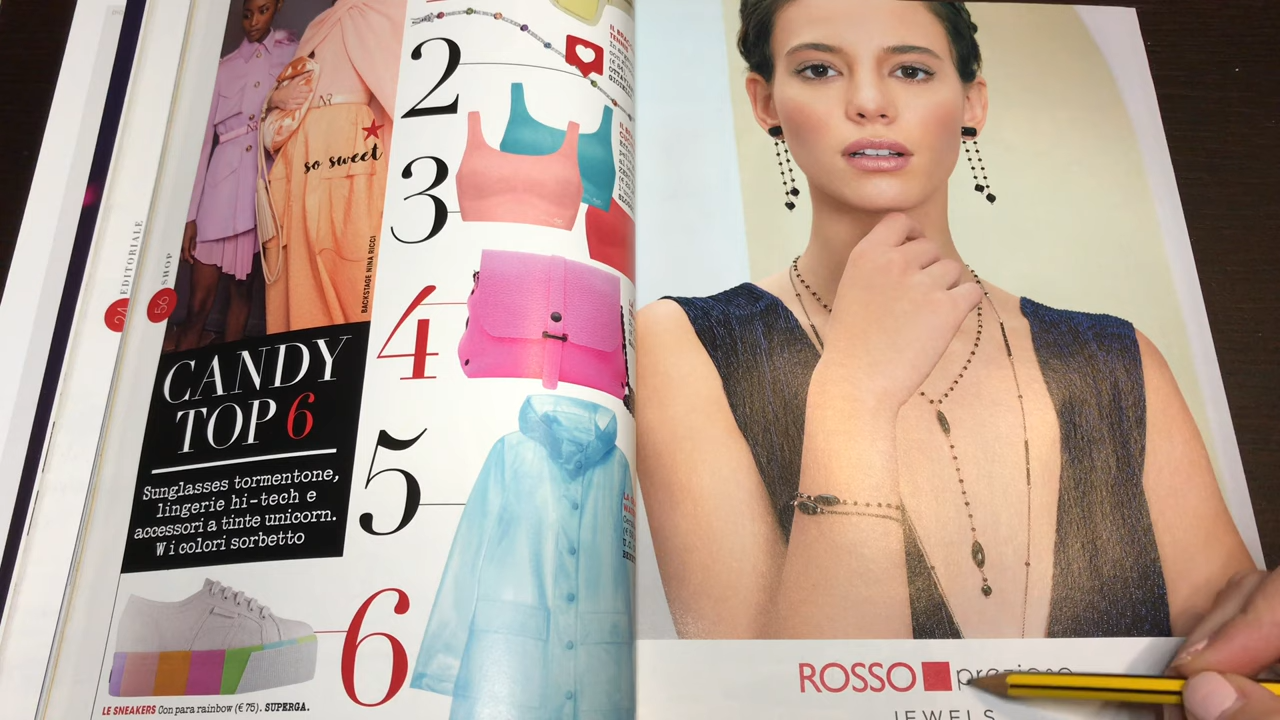 24 EDITORIALE
56 SHOP
so sweet
BACKSTAGE NINA RICCI
CANDY
TOP 6
Sunglasses tormentone,
lingerie hi-tech e
accessori a tinte unicorn.
W i colori sorbetto
2
3
4
5
6
LE SNEAKERS Con para rainbow (€ 75). SUPERGA.
ROSSO prezioso
JEWELS